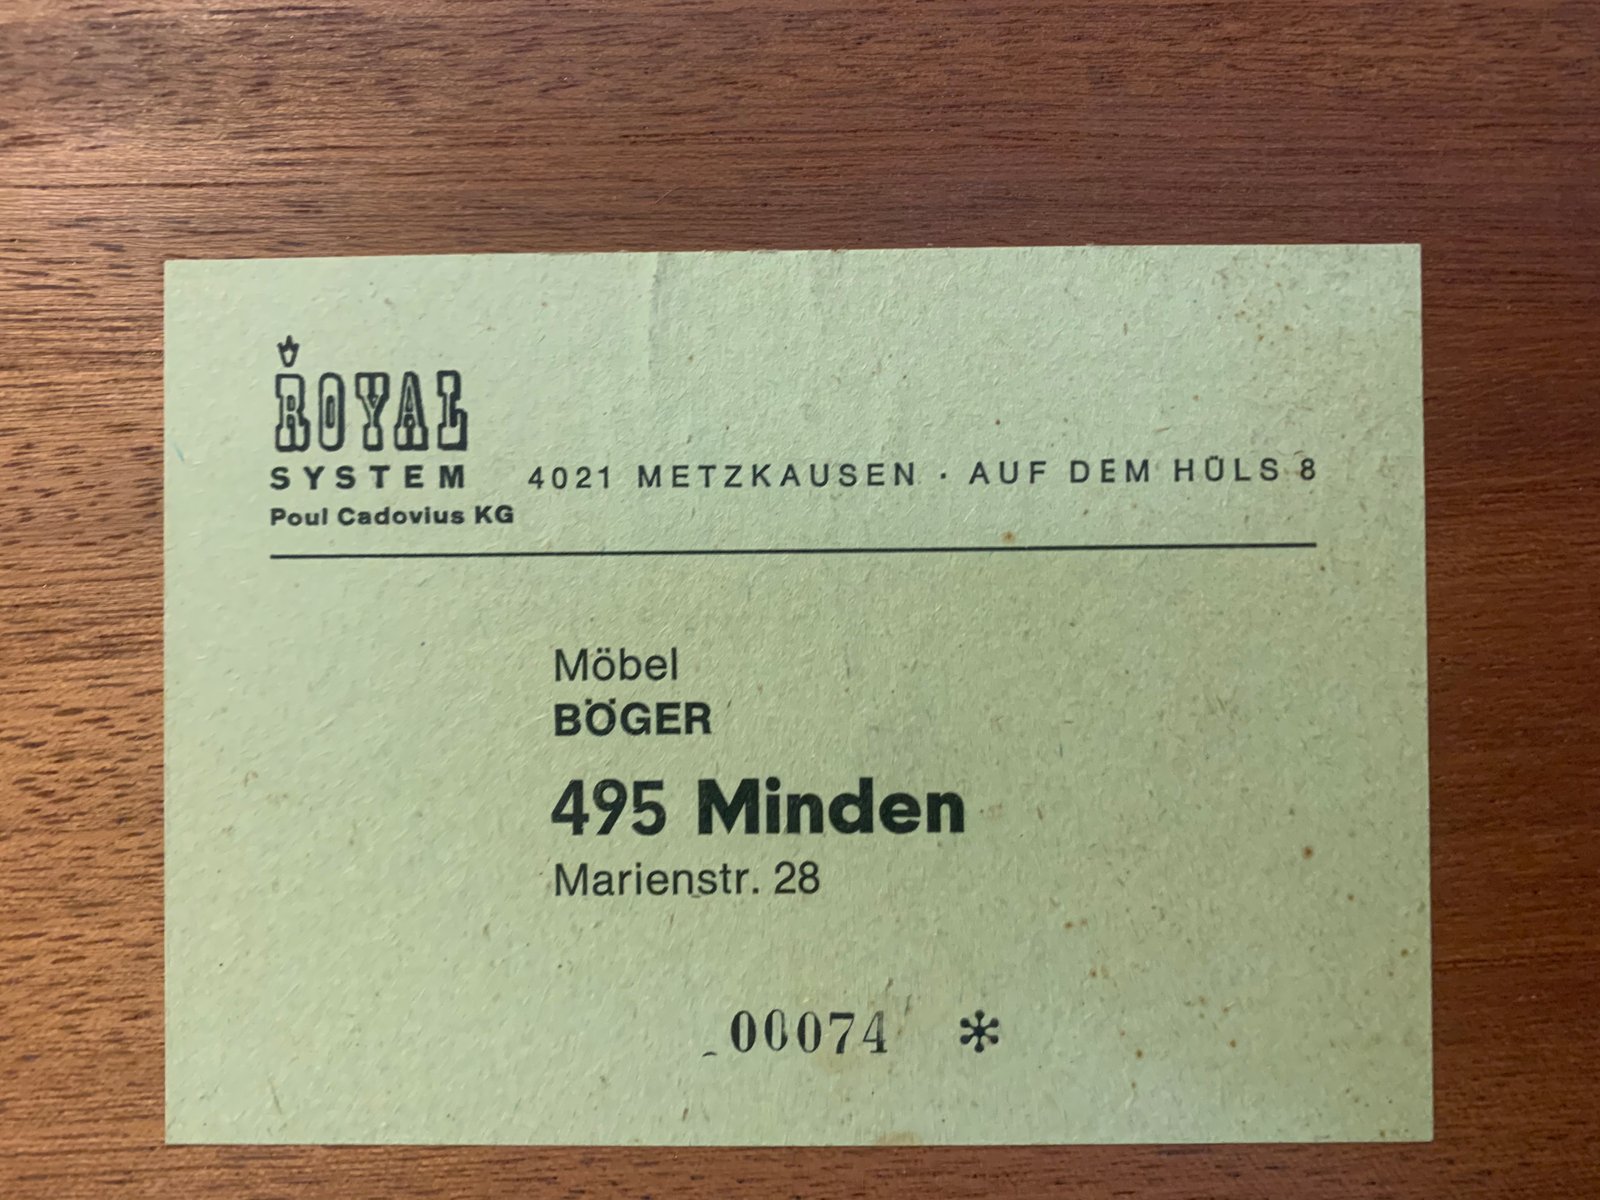 ROYAL
SYSTEM 4021 METZKAUSEN · AUF DEM HÜLS 8
Poul Cadovius KG
Möbel
BÖGER
495 Minden
Marienstr. 28
00074 *